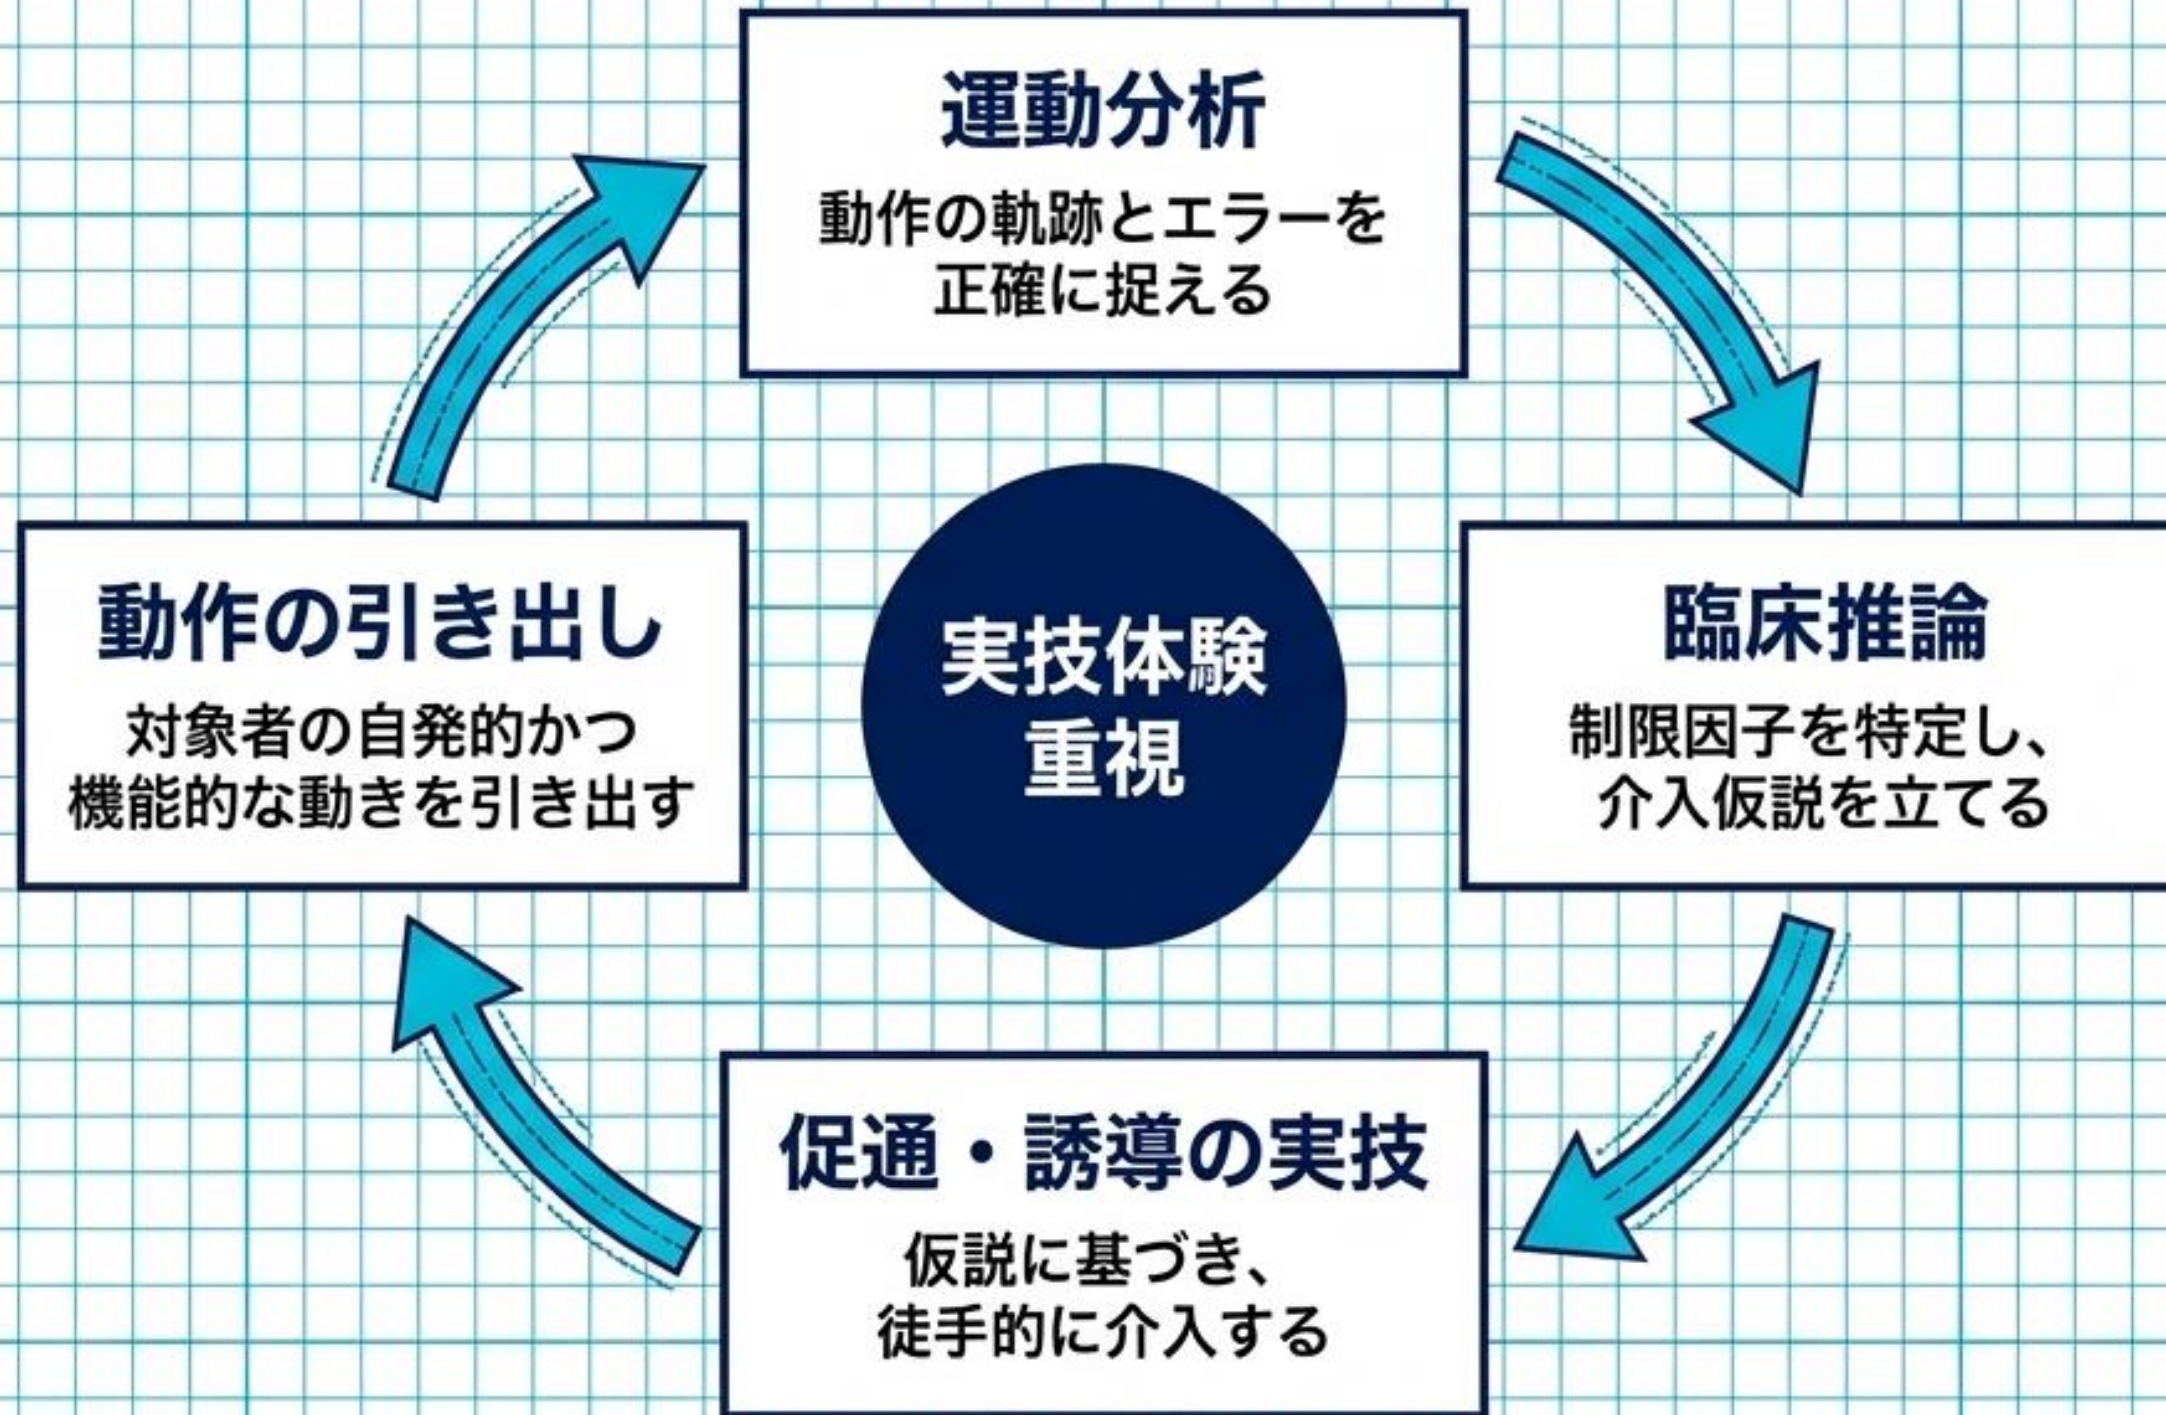 運動分析
動作の軌跡とエラーを
正確に捉える
動作の引き出し
対象者の自発的かつ
機能的な動きを引き出す
実技体験
重視
臨床推論
制限因子を特定し、
介入仮説を立てる
促通・誘導の実技
仮説に基づき、
徒手的に介入する